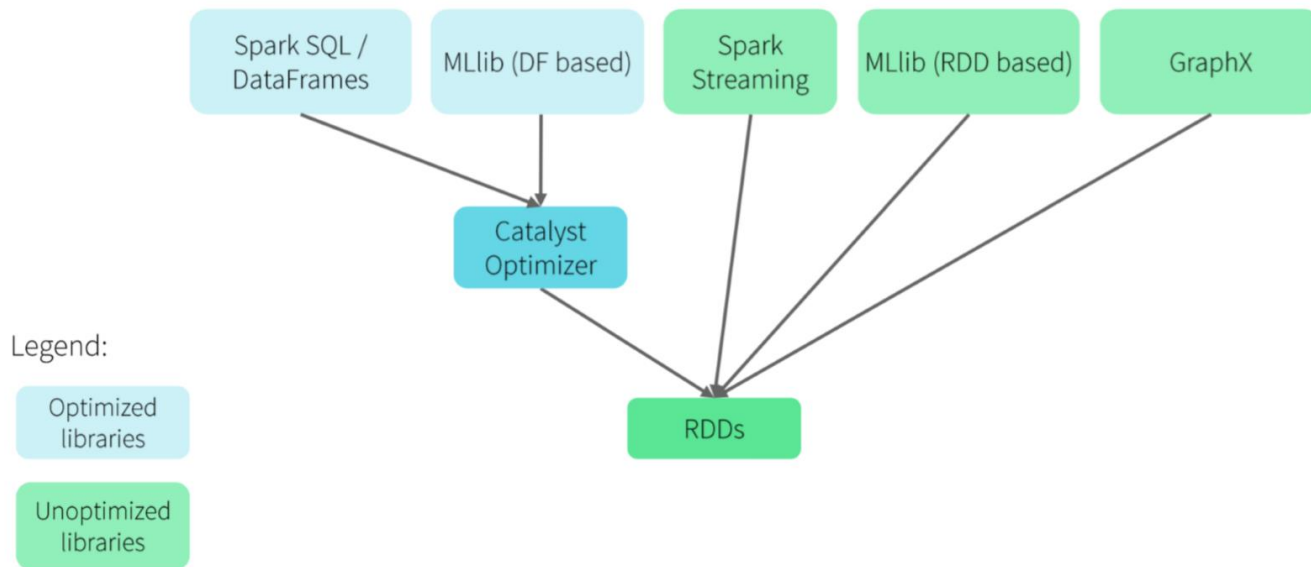 Spark SQL /
DataFrames
MLlib (DF based)
Spark
Streaming
MLlib (RDD based)
GraphX
Catalyst
Optimizer
Legend:
Optimized
libraries
RDDs
Unoptimized
libraries